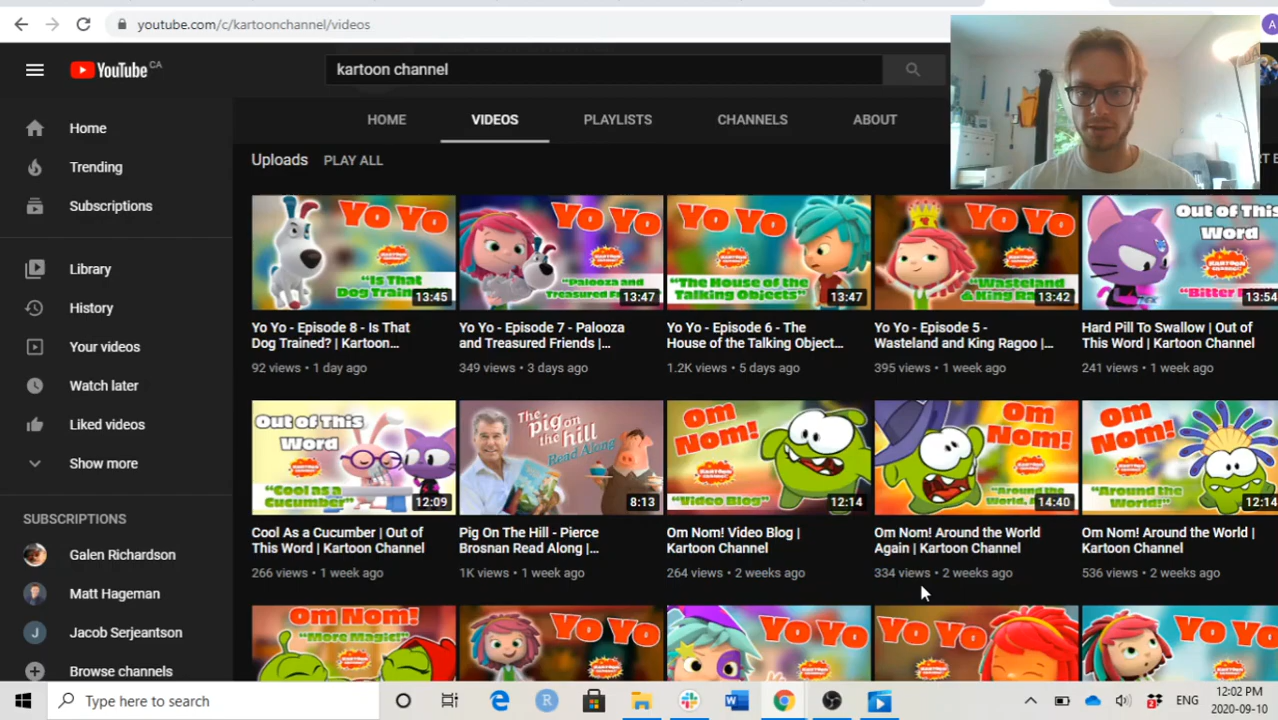 youtube.com/c/kartoonchannel/videos
A
YouTube CA
kartoon channel
Home
Trending
Subscriptions
Library
History
Your videos
Watch later
Liked videos
Show more
SUBSCRIPTIONS
Galen Richardson
Matt Hageman
Jacob Serjeantson
Browse channels
HOME VIDEOS PLAYLISTS CHANNELS ABOUT
Uploads PLAY ALL
Yo Yo
"Is That
Dog Train
13:45
Yo Yo
"Palooza and
Treasured
13:47
Yo Yo
"The House of the
Talking Objects"
13:47
Yo Yo
"Wasteland
& King Ra
13:42
Out of This
Word
KARTOON
CHANNEL!
"Bitter
13:54
Yo Yo - Episode 8 - Is That
Dog Trained? | Kartoon...
92 views • 1 day ago
Yo Yo - Episode 7 - Palooza
and Treasured Friends |...
349 views • 3 days ago
Yo Yo - Episode 6 - The
House of the Talking Object...
1.2K views • 5 days ago
Yo Yo - Episode 5 -
Wasteland and King Ragoo |...
395 views • 1 week ago
Hard Pill To Swallow | Out of
This Word | Kartoon Channel
241 views • 1 week ago
Out of This
Word
"Cool as a
Cucumber"
12:09
The
pig on
the hill
Read Along
8:13
Om
Nom!
"Video Blog"
12:14
Om
Nom!
"Around the
World,
14:40
Om
Nom!
"Around the
World!"
12:14
Cool As a Cucumber | Out of
This Word | Kartoon Channel
266 views • 1 week ago
Pig On The Hill - Pierce
Brosnan Read Along |...
1K views • 1 week ago
Om Nom! Video Blog |
Kartoon Channel
264 views • 2 weeks ago
Om Nom! Around the World
Again | Kartoon Channel
334 views • 2 weeks ago
Om Nom! Around the World |
Kartoon Channel
536 views • 2 weeks ago
Om Nom!
"More Magic!"
Yo Yo
Yo Yo
Yo Yo
Yo Yo
Type here to search
ENG
12:02 PM
2020-09-10